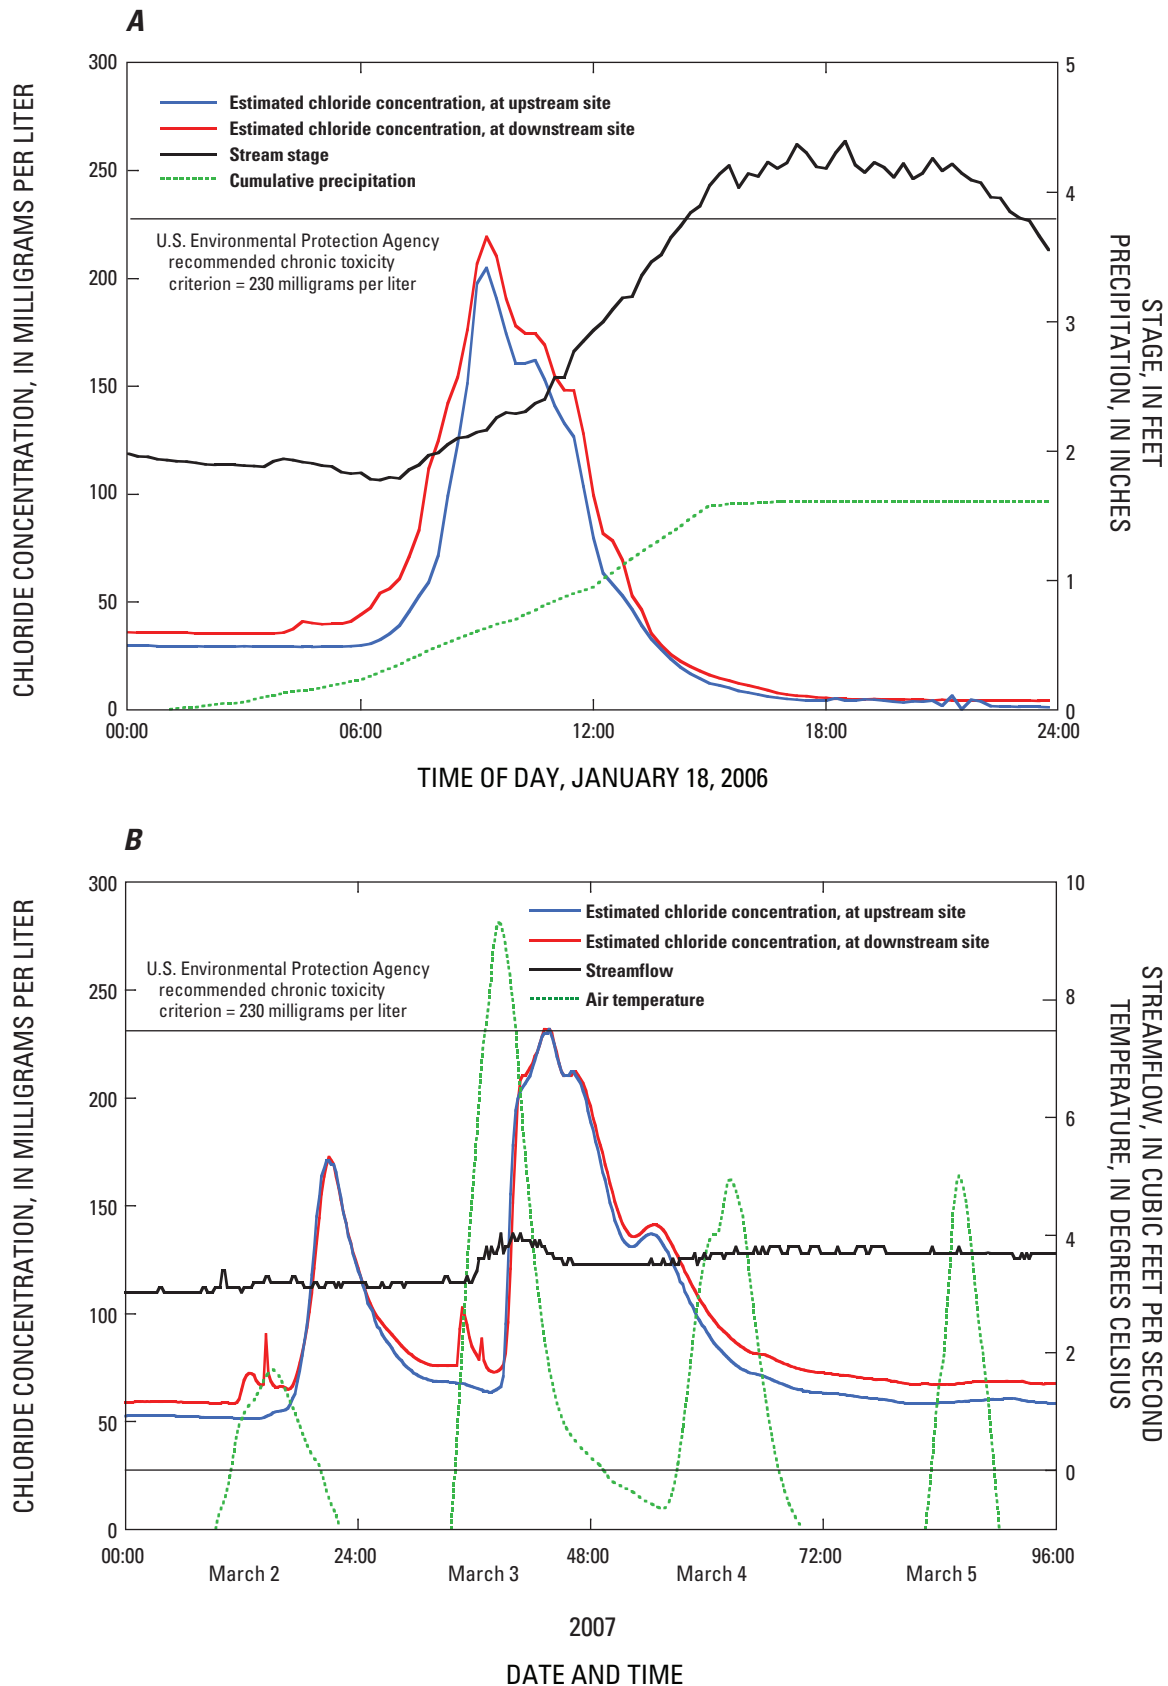 A
CHLORIDE CONCENTRATION, IN MILLIGRAMS PER LITER
300
250
200
150
100
50
0
Estimated chloride concentration, at upstream site
Estimated chloride concentration, at downstream site
Stream stage
Cumulative precipitation
U.S. Environmental Protection Agency
recommended chronic toxicity
criterion = 230 milligrams per liter
5
4
3
2
1
0
STAGE, IN FEET
PRECIPITATION, IN INCHES
00:00
06:00
12:00
18:00
24:00
TIME OF DAY, JANUARY 18, 2006
B
CHLORIDE CONCENTRATION, IN MILLIGRAMS PER LITER
300
250
200
150
100
50
0
Estimated chloride concentration, at upstream site
Estimated chloride concentration, at downstream site
Streamflow
Air temperature
U.S. Environmental Protection Agency
recommended chronic toxicity
criterion = 230 milligrams per liter
10
8
6
4
2
0
STREAMFLOW, IN CUBIC FEET PER SECOND
TEMPERATURE, IN DEGREES CELSIUS
00:00
24:00
48:00
72:00
96:00
March 2
March 3
March 4
March 5
2007
DATE AND TIME